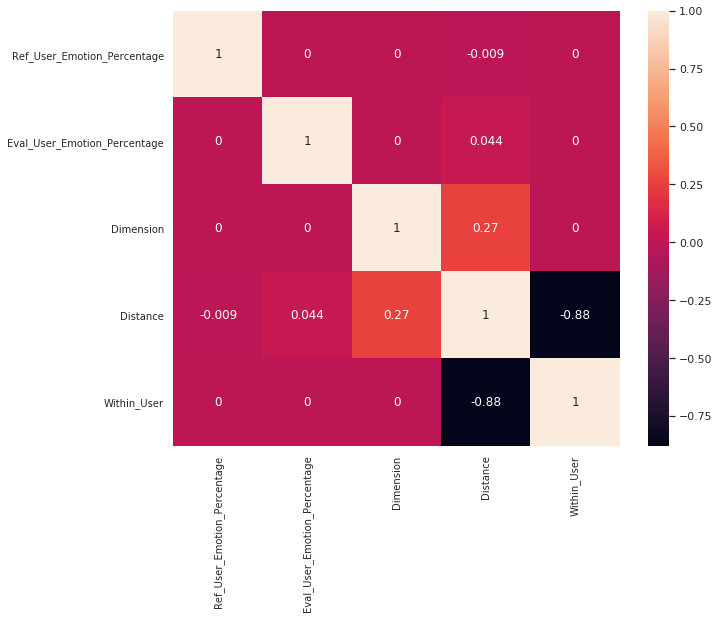 Ref_User_Emotion_Percentage 1 0 0 -0.009 0
Eval_User_Emotion_Percentage 0 1 0 0.044 0
Dimension 0 0 1 0.27 0
Distance -0.009 0.044 0.27 1 -0.88
Within_User 0 0 0 -0.88 1
Ref_User_Emotion_Percentage
Eval_User_Emotion_Percentage
Dimension
Distance
Within_User
1.00
0.75
0.50
0.25
0.00
−0.25
−0.50
−0.75